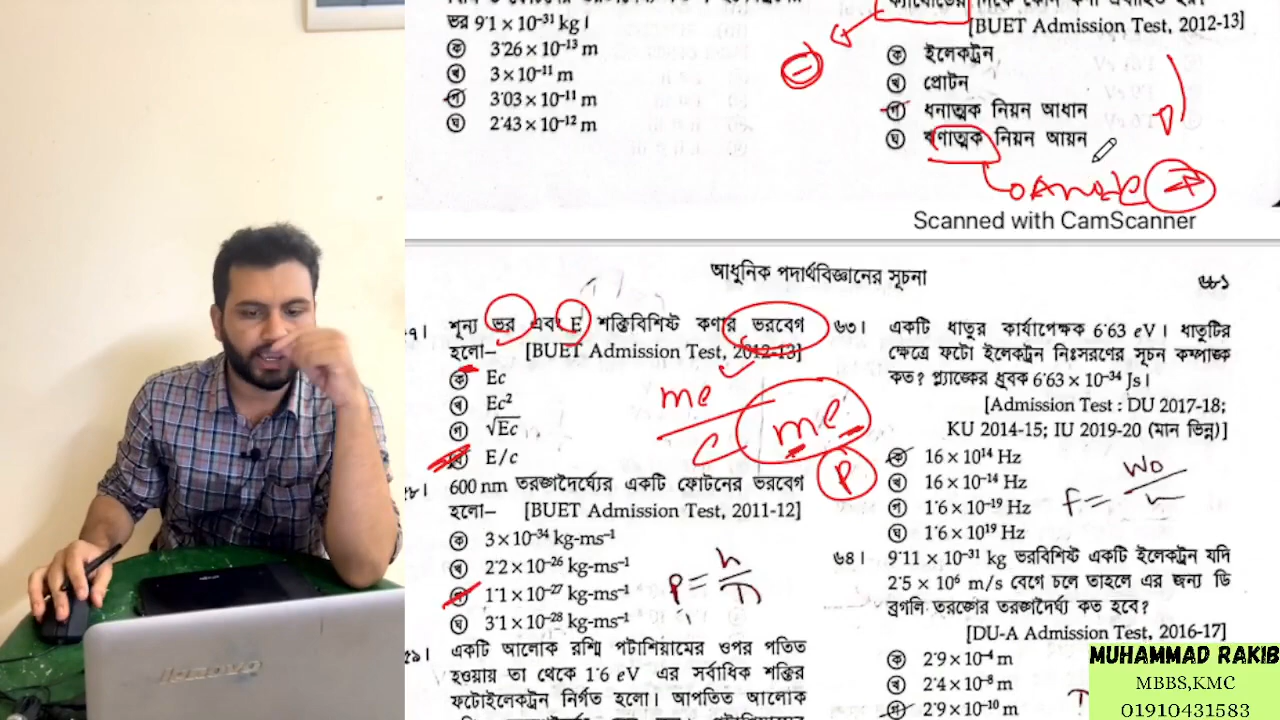 ভর 9·1 × 10⁻³¹ kg।
ক 3·26 × 10⁻¹³ m
খ 3 × 10⁻¹¹ m
গ 3·03 × 10⁻¹¹ m
ঘ 2·43 × 10⁻¹² m
[BUET Admission Test, 2012-13]
ক ইলেকট্রন
খ প্রোটন
গ ধনাত্মক নিয়ন আধান
ঘ ঋণাত্মক নিয়ন আয়ন
Scanned with CamScanner
আধুনিক পদার্থবিজ্ঞানের সূচনা
৬৮১
শূন্য ভর এবং E শক্তিবিশিষ্ট কণার ভরবেগ
হলো– [BUET Admission Test, 2012-13]
ক Ec
খ Ec²
গ √Ec
ঘ E/c
mc
c
mc
P
600 nm তরঙ্গদৈর্ঘ্যের একটি ফোটনের ভরবেগ
হলো– [BUET Admission Test, 2011-12]
ক 3 × 10⁻³⁴ kg-ms⁻¹
খ 2·2 × 10⁻²⁶ kg-ms⁻¹
গ 1·1 × 10⁻²⁷ kg-ms⁻¹
ঘ 3·1 × 10⁻²⁸ kg-ms⁻¹
P = h
৫৯। একটি আলোক রশ্মি পটাশিয়ামের ওপর পতিত
হওয়ায় তা থেকে 1·6 eV এর সর্বাধিক শক্তির
ফটোইলেকট্রন নির্গত হলো। আপতিত আলোক
৬৩। একটি ধাতুর কার্যাপেক্ষক 6·63 eV। ধাতুটির
ক্ষেত্রে ফটো ইলেকট্রন নিঃসরণের সূচন কম্পাঙ্ক
কত? প্ল্যাঙ্কের ধ্রুবক 6·63 × 10⁻³⁴ Js।
[Admission Test : DU 2017-18;
KU 2014-15; IU 2019-20 (মান ভিন্ন)]
ক 16 × 10¹⁴ Hz
খ 16 × 10⁻¹⁴ Hz
গ 1·6 × 10⁻¹⁹ Hz
ঘ 1·6 × 10¹⁹ Hz
f = W₀
h
৬৪। 9·11 × 10⁻³¹ kg ভরবিশিষ্ট একটি ইলেকট্রন যদি
2·5 × 10⁶ m/s বেগে চলে তাহলে এর জন্য ডি
ব্রগলি তরঙ্গের তরঙ্গদৈর্ঘ্য কত হবে?
[DU-A Admission Test, 2016-17]
ক 2·9 × 10⁻⁴ m
খ 2·4 × 10⁻⁸ m
গ 2·9 × 10⁻¹⁰ m
MUHAMMAD RAKIB
MBBS,KMC
01910431583
lenovo